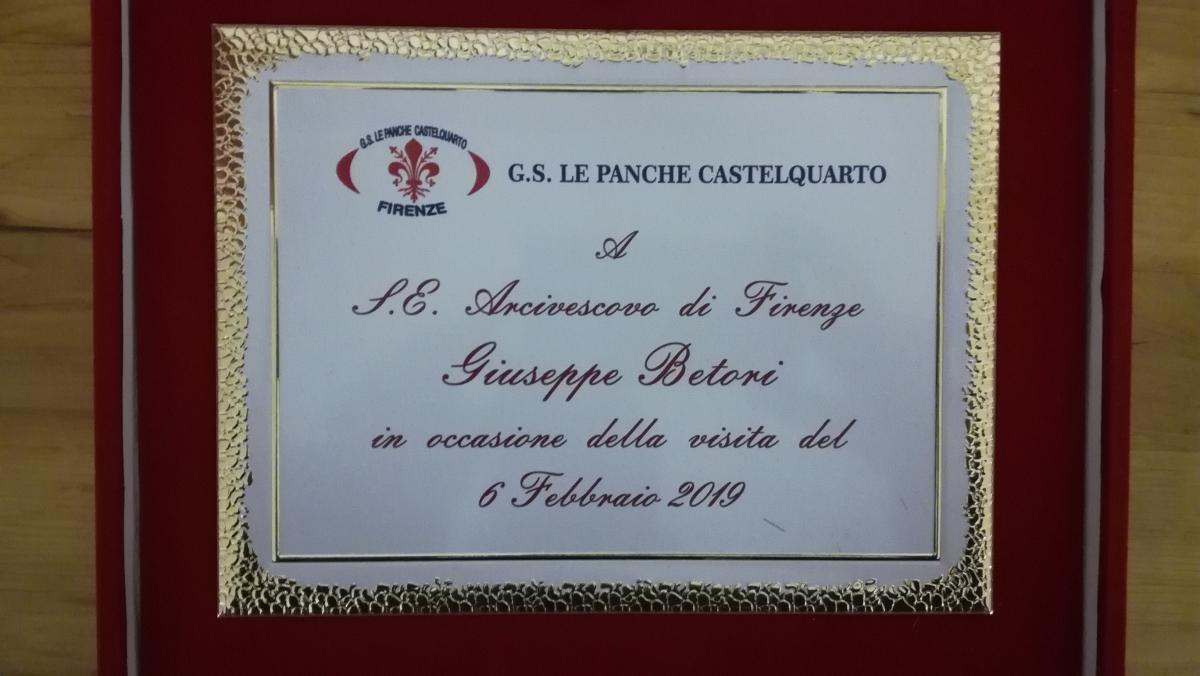 G.S. LE PANCHE CASTELQUARTO
FIRENZE
G.S. LE PANCHE CASTELQUARTO
A
S.E. Arcivescovo di Firenze
Giuseppe Betori
in occasione della visita del
6 Febbraio 2019